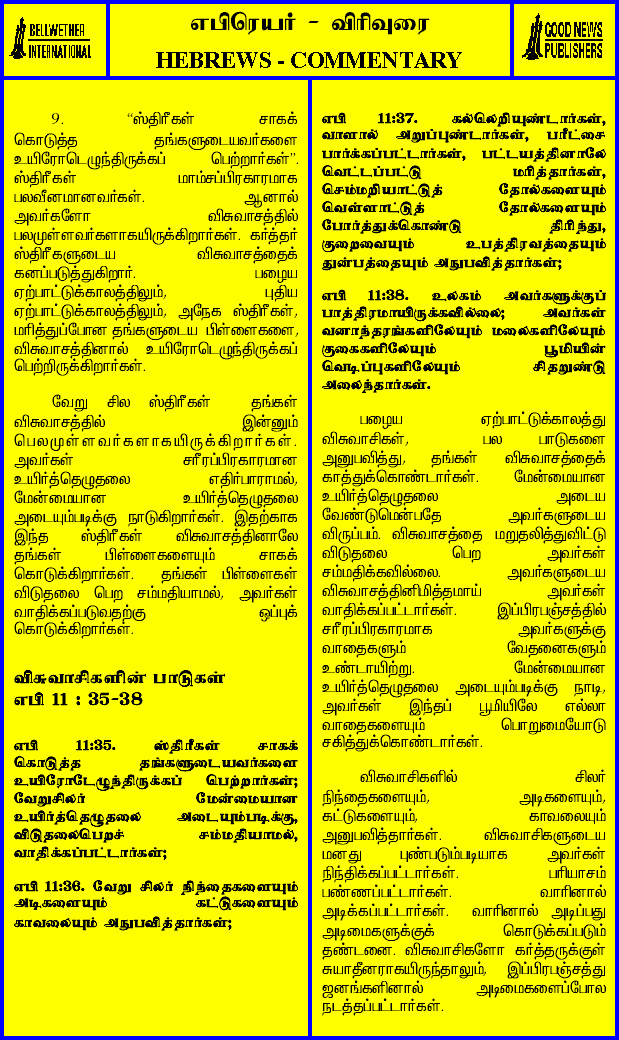 BELLWETHER
INTERNATIONAL
எபிரெயர் - விரிவுரை
HEBREWS - COMMENTARY
GOOD NEWS
PUBLISHERS
9. “ஸ்திரீகள் சாகக்
கொடுத்த தங்களுடையவர்களை
உயிரோடெழுந்திருக்கப் பெற்றார்கள்”.
ஸ்திரீகள் மாம்சப்பிரகாரமாக
பலவீனமானவர்கள். ஆனால்
அவர்களோ விசுவாசத்தில்
பலமுள்ளவர்களாகயிருக்கிறார்கள். கர்த்தர்
ஸ்திரீகளுடைய விசுவாசத்தைக்
கனப்படுத்துகிறார். பழைய
ஏற்பாட்டுக்காலத்திலும், புதிய
ஏற்பாட்டுக்காலத்திலும், அநேக ஸ்திரீகள்,
மரித்துப்போன தங்களுடைய பிள்ளைகளை,
விசுவாசத்தினால் உயிரோடெழுந்திருக்கப்
பெற்றிருக்கிறார்கள்.
வேறு சில ஸ்திரீகள் தங்கள்
விசுவாசத்தில் இன்னும்
பெலமுள்ளவர்களாகயிருக்கிறார்கள்.
அவர்கள் சரீரப்பிரகாரமான
உயிர்த்தெழுதலை எதிர்பாராமல்,
மேன்மையான உயிர்த்தெழுதலை
அடையும்படிக்கு நாடுகிறார்கள். இதற்காக
இந்த ஸ்திரீகள் விசுவாசத்தினாலே
தங்கள் பிள்ளைகளையும் சாகக்
கொடுக்கிறார்கள். தங்கள் பிள்ளைகள்
விடுதலை பெற சம்மதியாமல், அவர்கள்
வாதிக்கப்படுவதற்கு ஒப்புக்
கொடுக்கிறார்கள்.
விசுவாசிகளின் பாடுகள்
எபி 11 : 35-38
எபி 11:35. ஸ்திரீகள் சாகக்
கொடுத்த தங்களுடையவர்களை
உயிரோடேழுந்திருக்கப் பெற்றார்கள்;
வேறுசிலர் மேன்மையான
உயிர்த்தெழுதலை அடையும்படிக்கு,
விடுதலைபெறச் சம்மதியாமல்,
வாதிக்கப்பட்டார்கள்;
எபி 11:36. வேறு சிலர் நிந்தைகளையும்
அடிகளையும் கட்டுகளையும்
காவலையும் அநுபவித்தார்கள்;
எபி 11:37. கல்லெறியுண்டார்கள்,
வாளால் அறுப்புண்டார்கள், பரீட்சை
பார்க்கப்பட்டார்கள், பட்டயத்தினாலே
வெட்டப்பட்டு மரித்தார்கள்,
செம்மறியாட்டுத் தோல்களையும்
வெள்ளாட்டுத் தோல்களையும்
போர்த்துக்கொண்டு திரிந்து,
குறைவையும் உபத்திரவத்தையும்
துன்பத்தையும் அநுபவித்தார்கள்;
எபி 11:38. உலகம் அவர்களுக்குப்
பாத்திரமாயிருக்கவில்லை; அவர்கள்
வனாந்தரங்களிலேயும் மலைகளிலேயும்
குகைகளிலேயும் பூமியின்
வெடிப்புகளிலேயும் சிதறுண்டு
அலைந்தார்கள்.
பழைய ஏற்பாட்டுக்காலத்து
விசுவாசிகள், பல பாடுகளை
அனுபவித்து, தங்கள் விசுவாசத்தைக்
காத்துக்கொண்டார்கள். மேன்மையான
உயிர்த்தெழுதலை அடைய
வேண்டுமென்பதே அவர்களுடைய
விருப்பம். விசுவாசத்தை மறுதலித்துவிட்டு
விடுதலை பெற அவர்கள்
சம்மதிக்கவில்லை. அவர்களுடைய
விசுவாசத்தினிமித்தமாய் அவர்கள்
வாதிக்கப்பட்டார்கள். இப்பிரபஞ்சத்தில்
சரீரப்பிரகாரமாக அவர்களுக்கு
வாதைகளும் வேதனைகளும்
உண்டாயிற்று. மேன்மையான
உயிர்த்தெழுதலை அடையும்படிக்கு நாடி,
அவர்கள் இந்தப் பூமியிலே எல்லா
வாதைகளையும் பொறுமையோடு
சகித்துக்கொண்டார்கள்.
விசுவாசிகளில் சிலர்
நிந்தைகளையும், அடிகளையும்,
கட்டுகளையும், காவலையும்
அனுபவித்தார்கள். விசுவாசிகளுடைய
மனது புண்படும்படியாக அவர்கள்
நிந்திக்கப்பட்டார்கள். பரியாசம்
பண்ணப்பட்டார்கள். வாரினால்
அடிக்கப்பட்டார்கள். வாரினால் அடிப்பது
அடிமைகளுக்குக் கொடுக்கப்படும்
தண்டனை. விசுவாசிகளோ கர்த்தருக்குள்
சுயாதீனராகயிருந்தாலும், இப்பிரபஞ்சத்து
ஜனங்களினால் அடிமைகளைப்போல
நடத்தப்பட்டார்கள்.